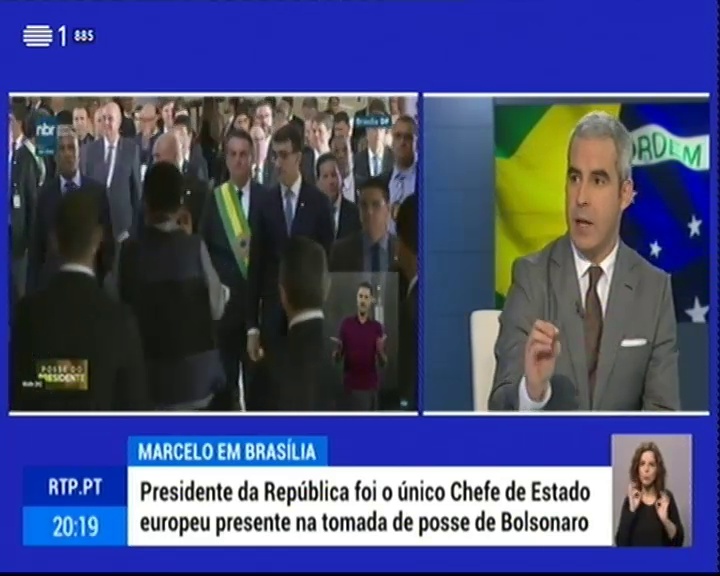 1 885
nbr
Brasília DF
ORDEM
POSSE DO
PRESIDENTE
MARCELO EM BRASÍLIA
RTP.PT
Presidente da República foi o único Chefe de Estado
20:19
europeu presente na tomada de posse de Bolsonaro